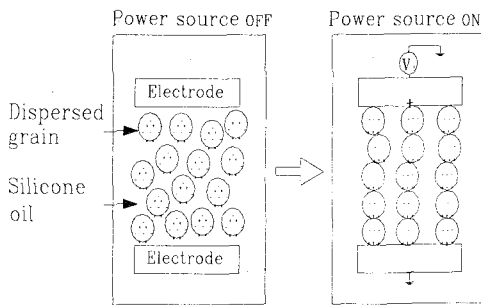 Power source OFF
Power source ON
V
Electrode
+
Dispersed
grain
Silicone
oil
Electrode